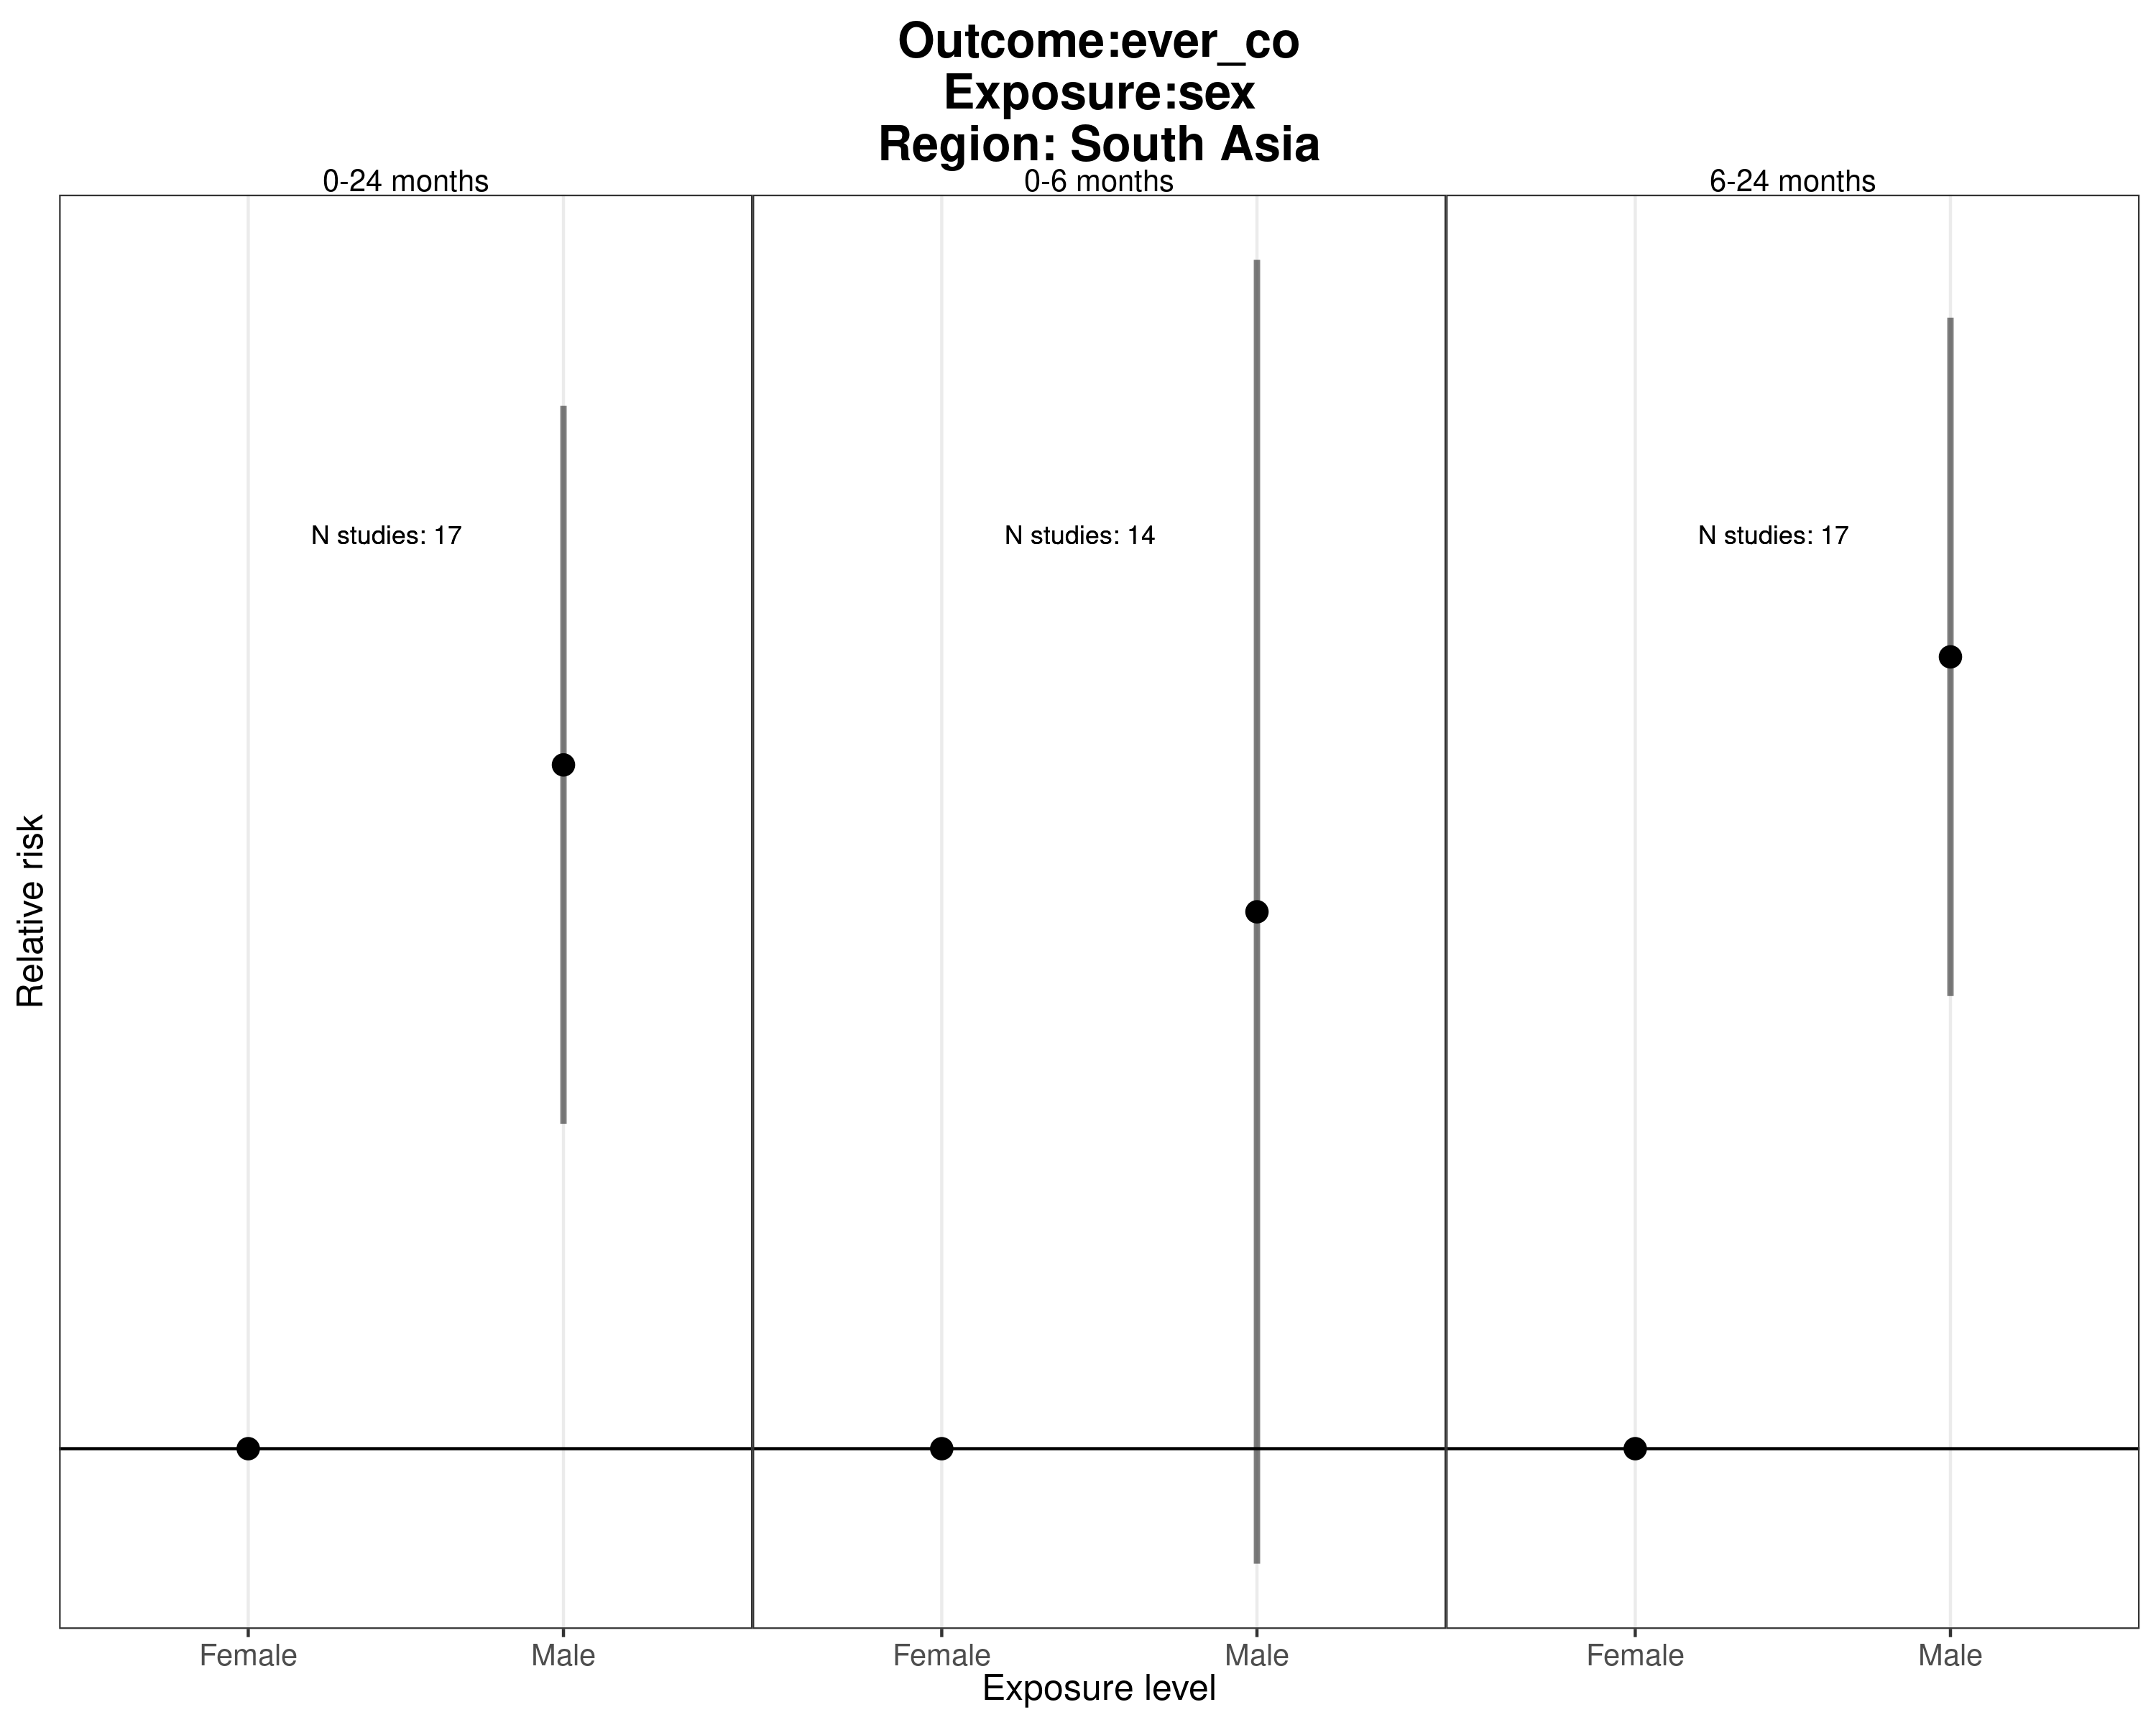 Outcome:ever_co
Exposure:sex
Region: South Asia
0-24 months
0-6 months
6-24 months
N studies: 17
N studies: 14
N studies: 17
Relative risk
Female
Male
Female
Male
Female
Male
Exposure level